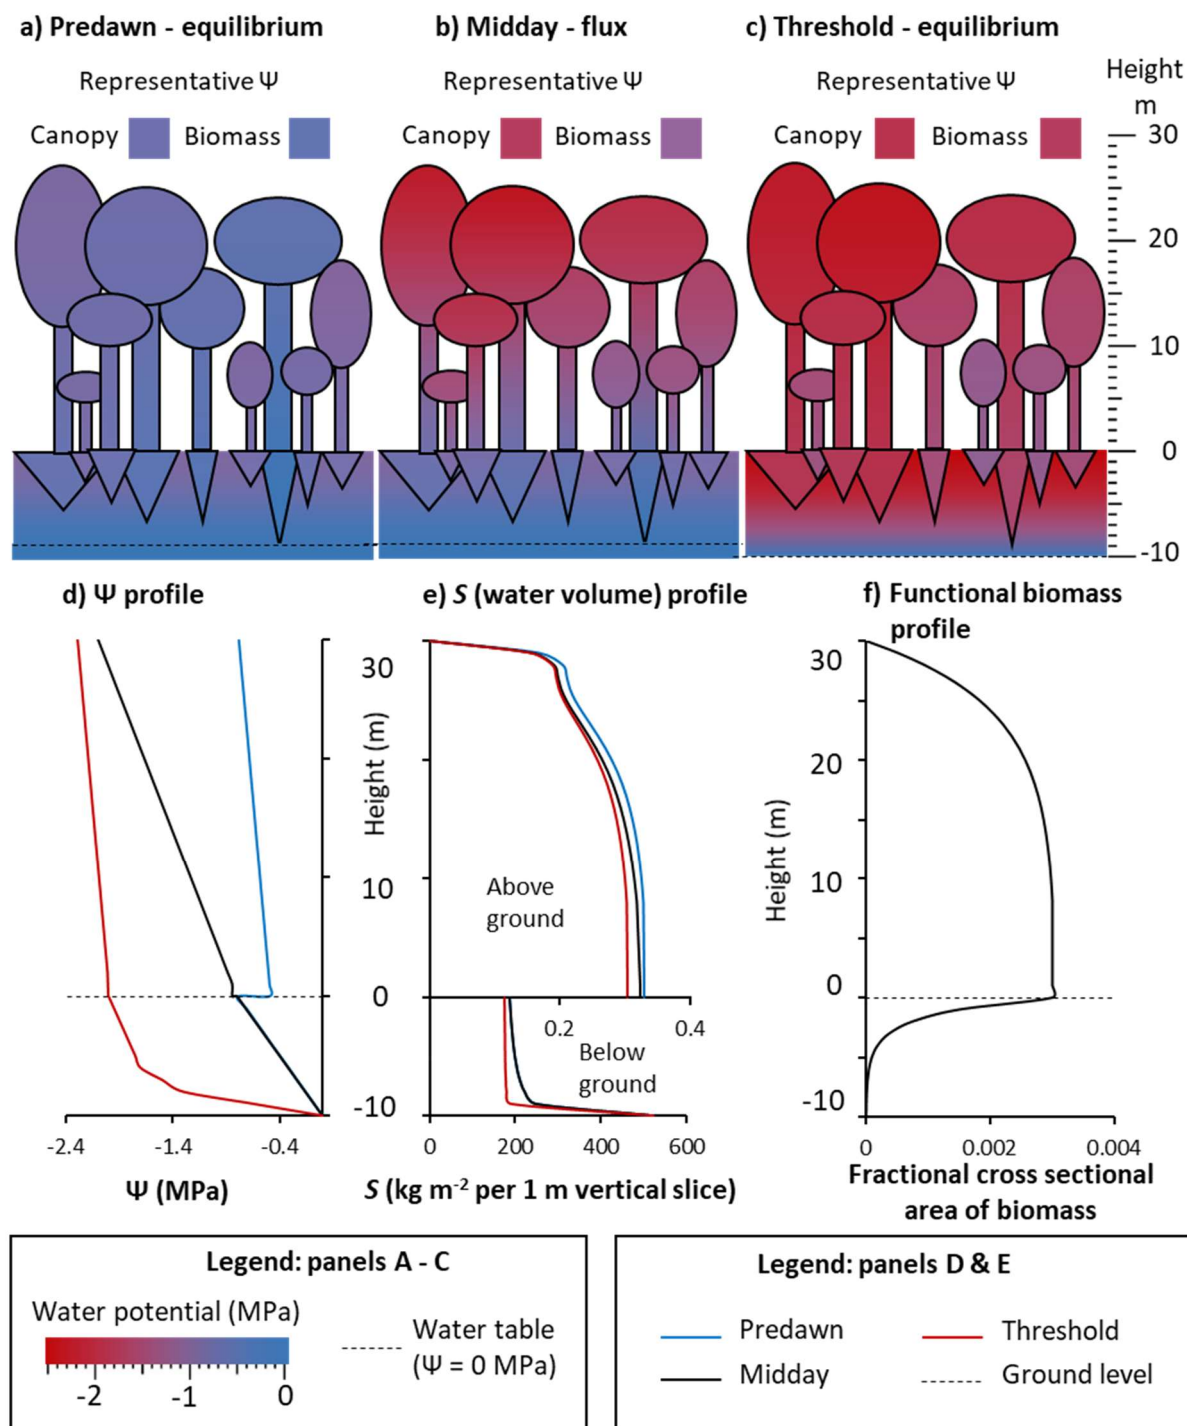 a) Predawn - equilibrium
b) Midday - flux
c) Threshold - equilibrium
Representative Ψ
Representative Ψ
Representative Ψ
Height
m
Canopy
Biomass
Canopy
Biomass
Canopy
Biomass
30
20
10
0
-10
d) Ψ profile
e) S (water volume) profile
f) Functional biomass
profile
30
10
0
-10
Height (m)
-2.4
-1.4
-0.4
Ψ (MPa)
Above
ground
0.2
0.4
Below
ground
0
200
400
600
S (kg m⁻² per 1 m vertical slice)
30
20
10
0
-10
Height (m)
0
0.002
0.004
Fractional cross sectional
area of biomass
Legend: panels A - C
Water potential (MPa)
-2
-1
0
Water table
(Ψ = 0 MPa)
Legend: panels D & E
Predawn
Threshold
Midday
Ground level